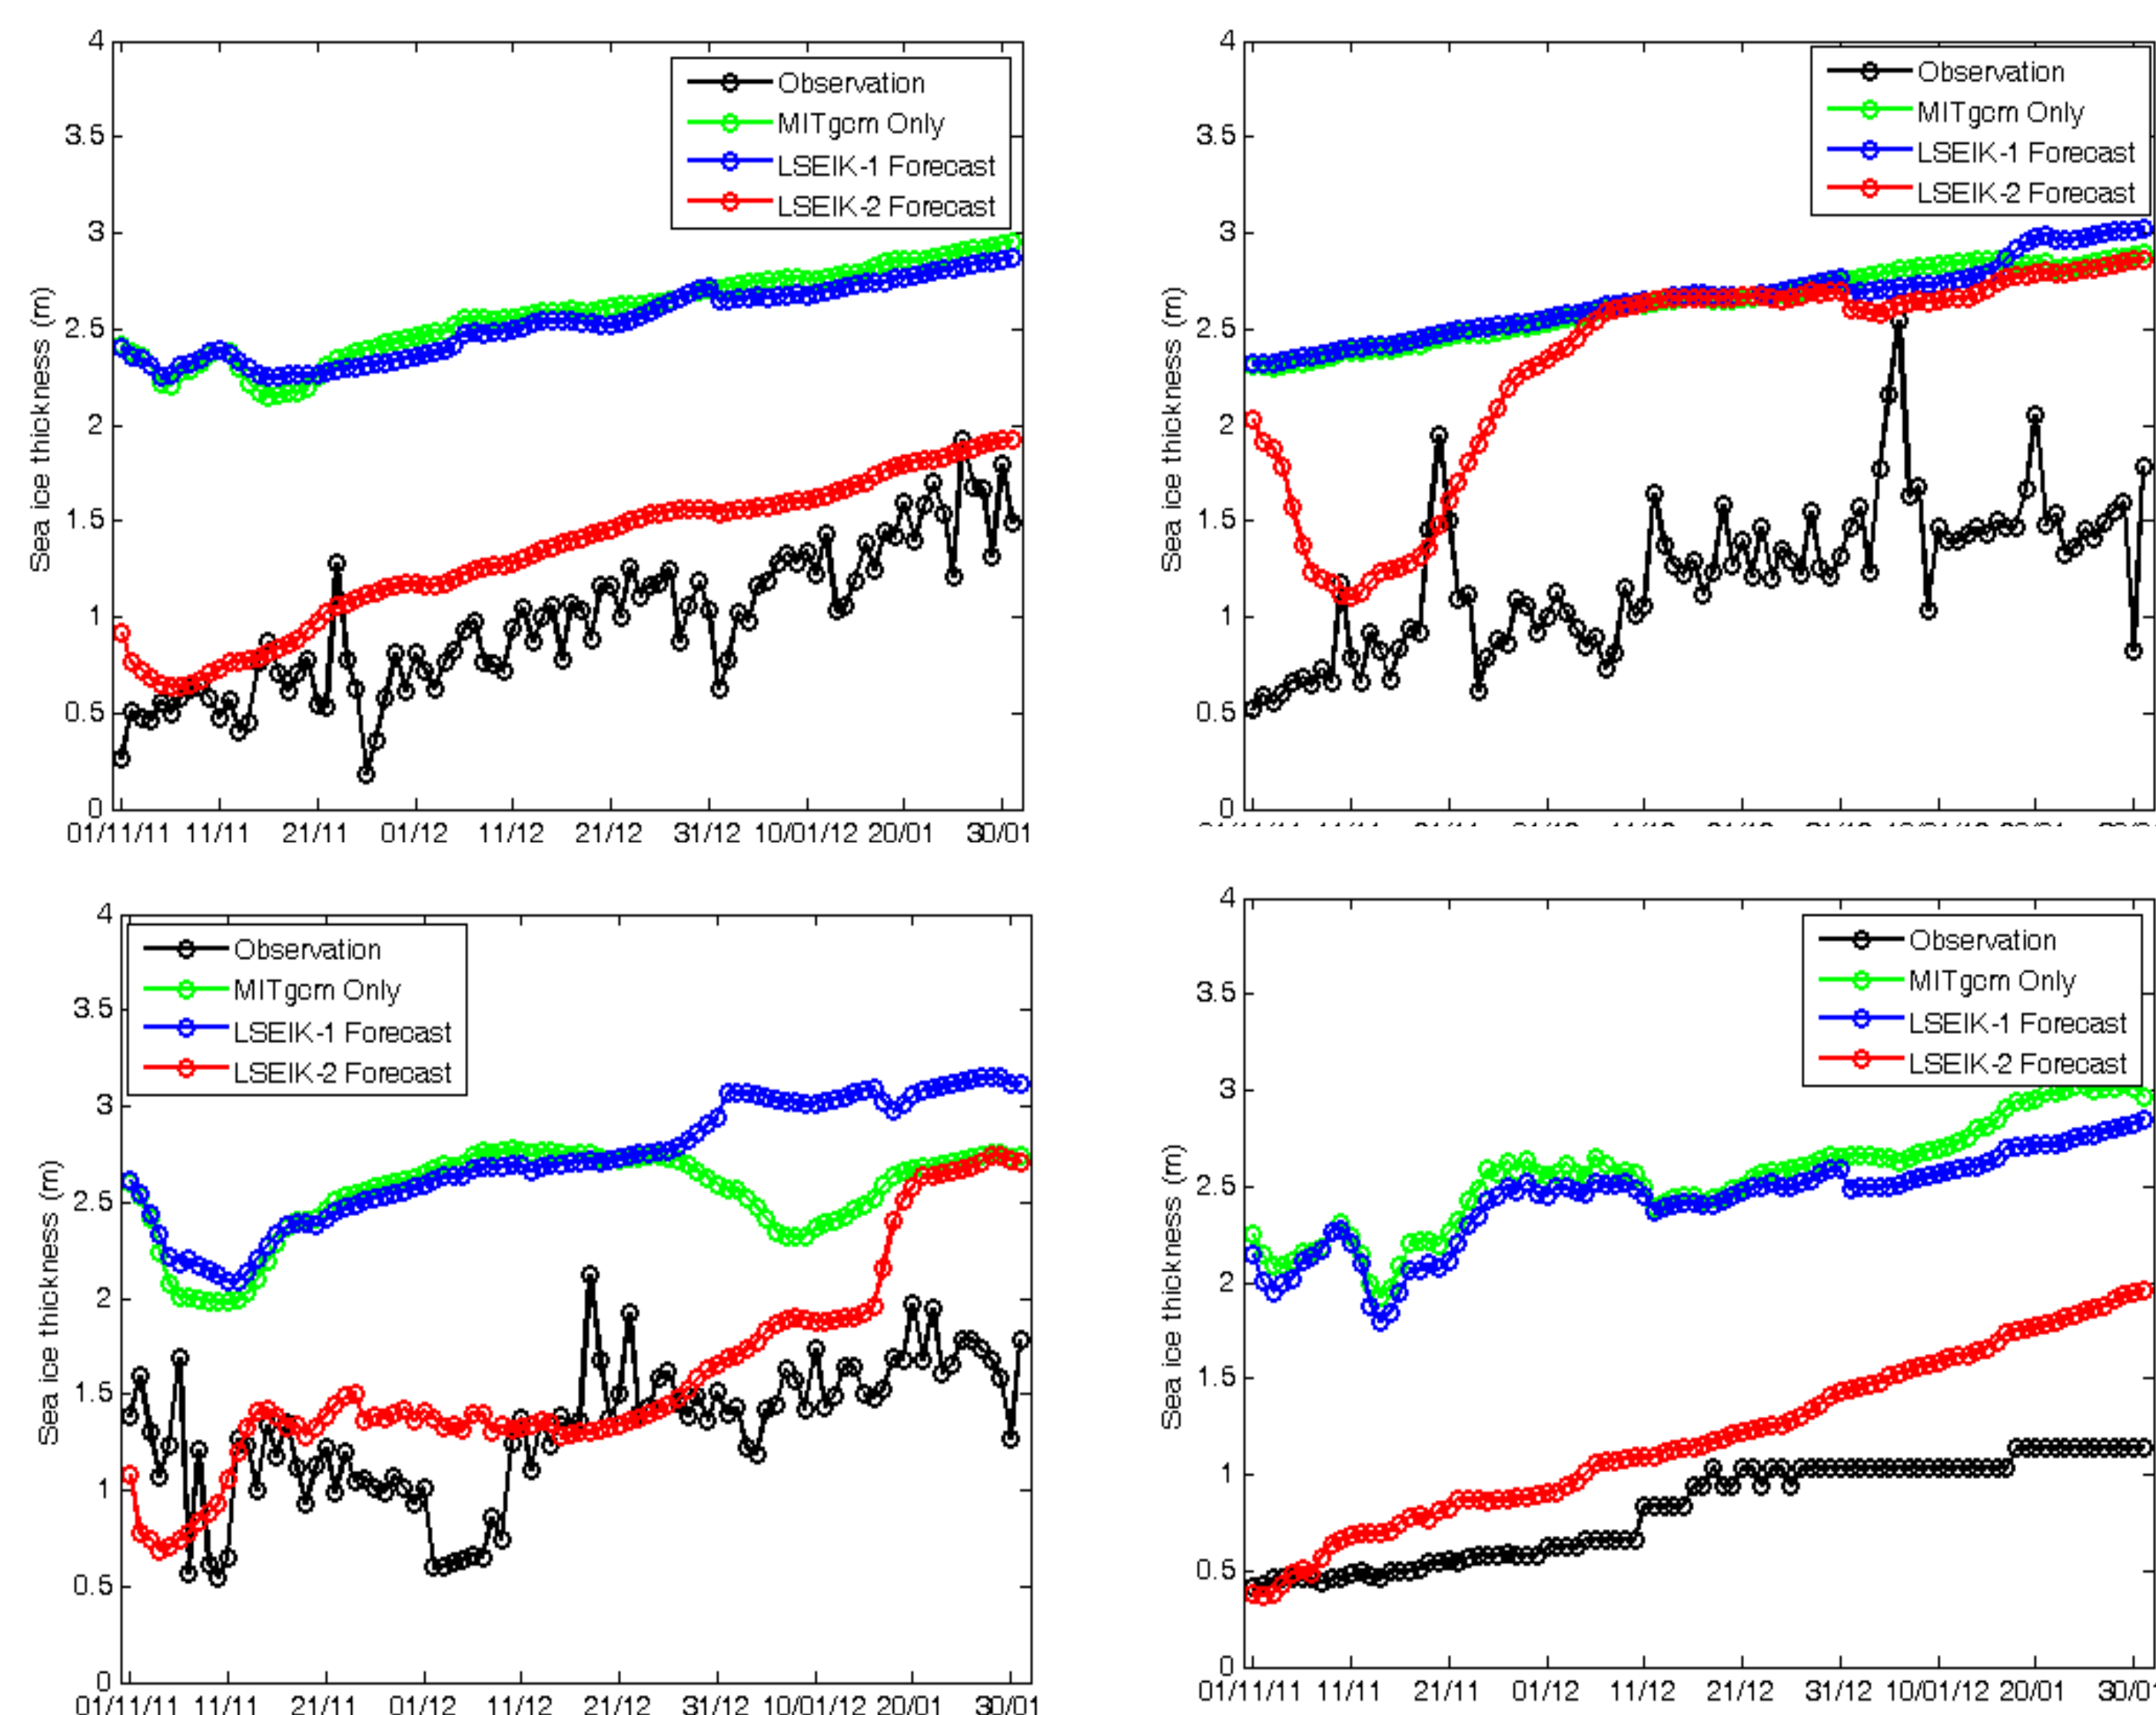 4
3.5
3
2.5
2
1.5
1
0.5
0
Sea ice thickness (m)
Observation
MITgcm Only
LSEIK-1 Forecast
LSEIK-2 Forecast
01/11/11 11/11 21/11 01/12 11/12 21/12 31/12 10/01/12 20/01 30/01
4
3.5
3
2.5
2
1.5
1
0.5
0
Sea ice thickness (m)
Observation
MITgcm Only
LSEIK-1 Forecast
LSEIK-2 Forecast
4
3.5
3
2.5
2
1.5
1
0.5
0
Sea ice thickness (m)
Observation
MITgcm Only
LSEIK-1 Forecast
LSEIK-2 Forecast
01/11/11 11/11 21/11 01/12 11/12 21/12 31/12 10/01/12 20/01 30/01
4
3.5
3
2.5
2
1.5
1
0.5
0
Sea ice thickness (m)
Observation
MITgcm Only
LSEIK-1 Forecast
LSEIK-2 Forecast
01/11/11 11/11 21/11 01/12 11/12 21/12 31/12 10/01/12 20/01